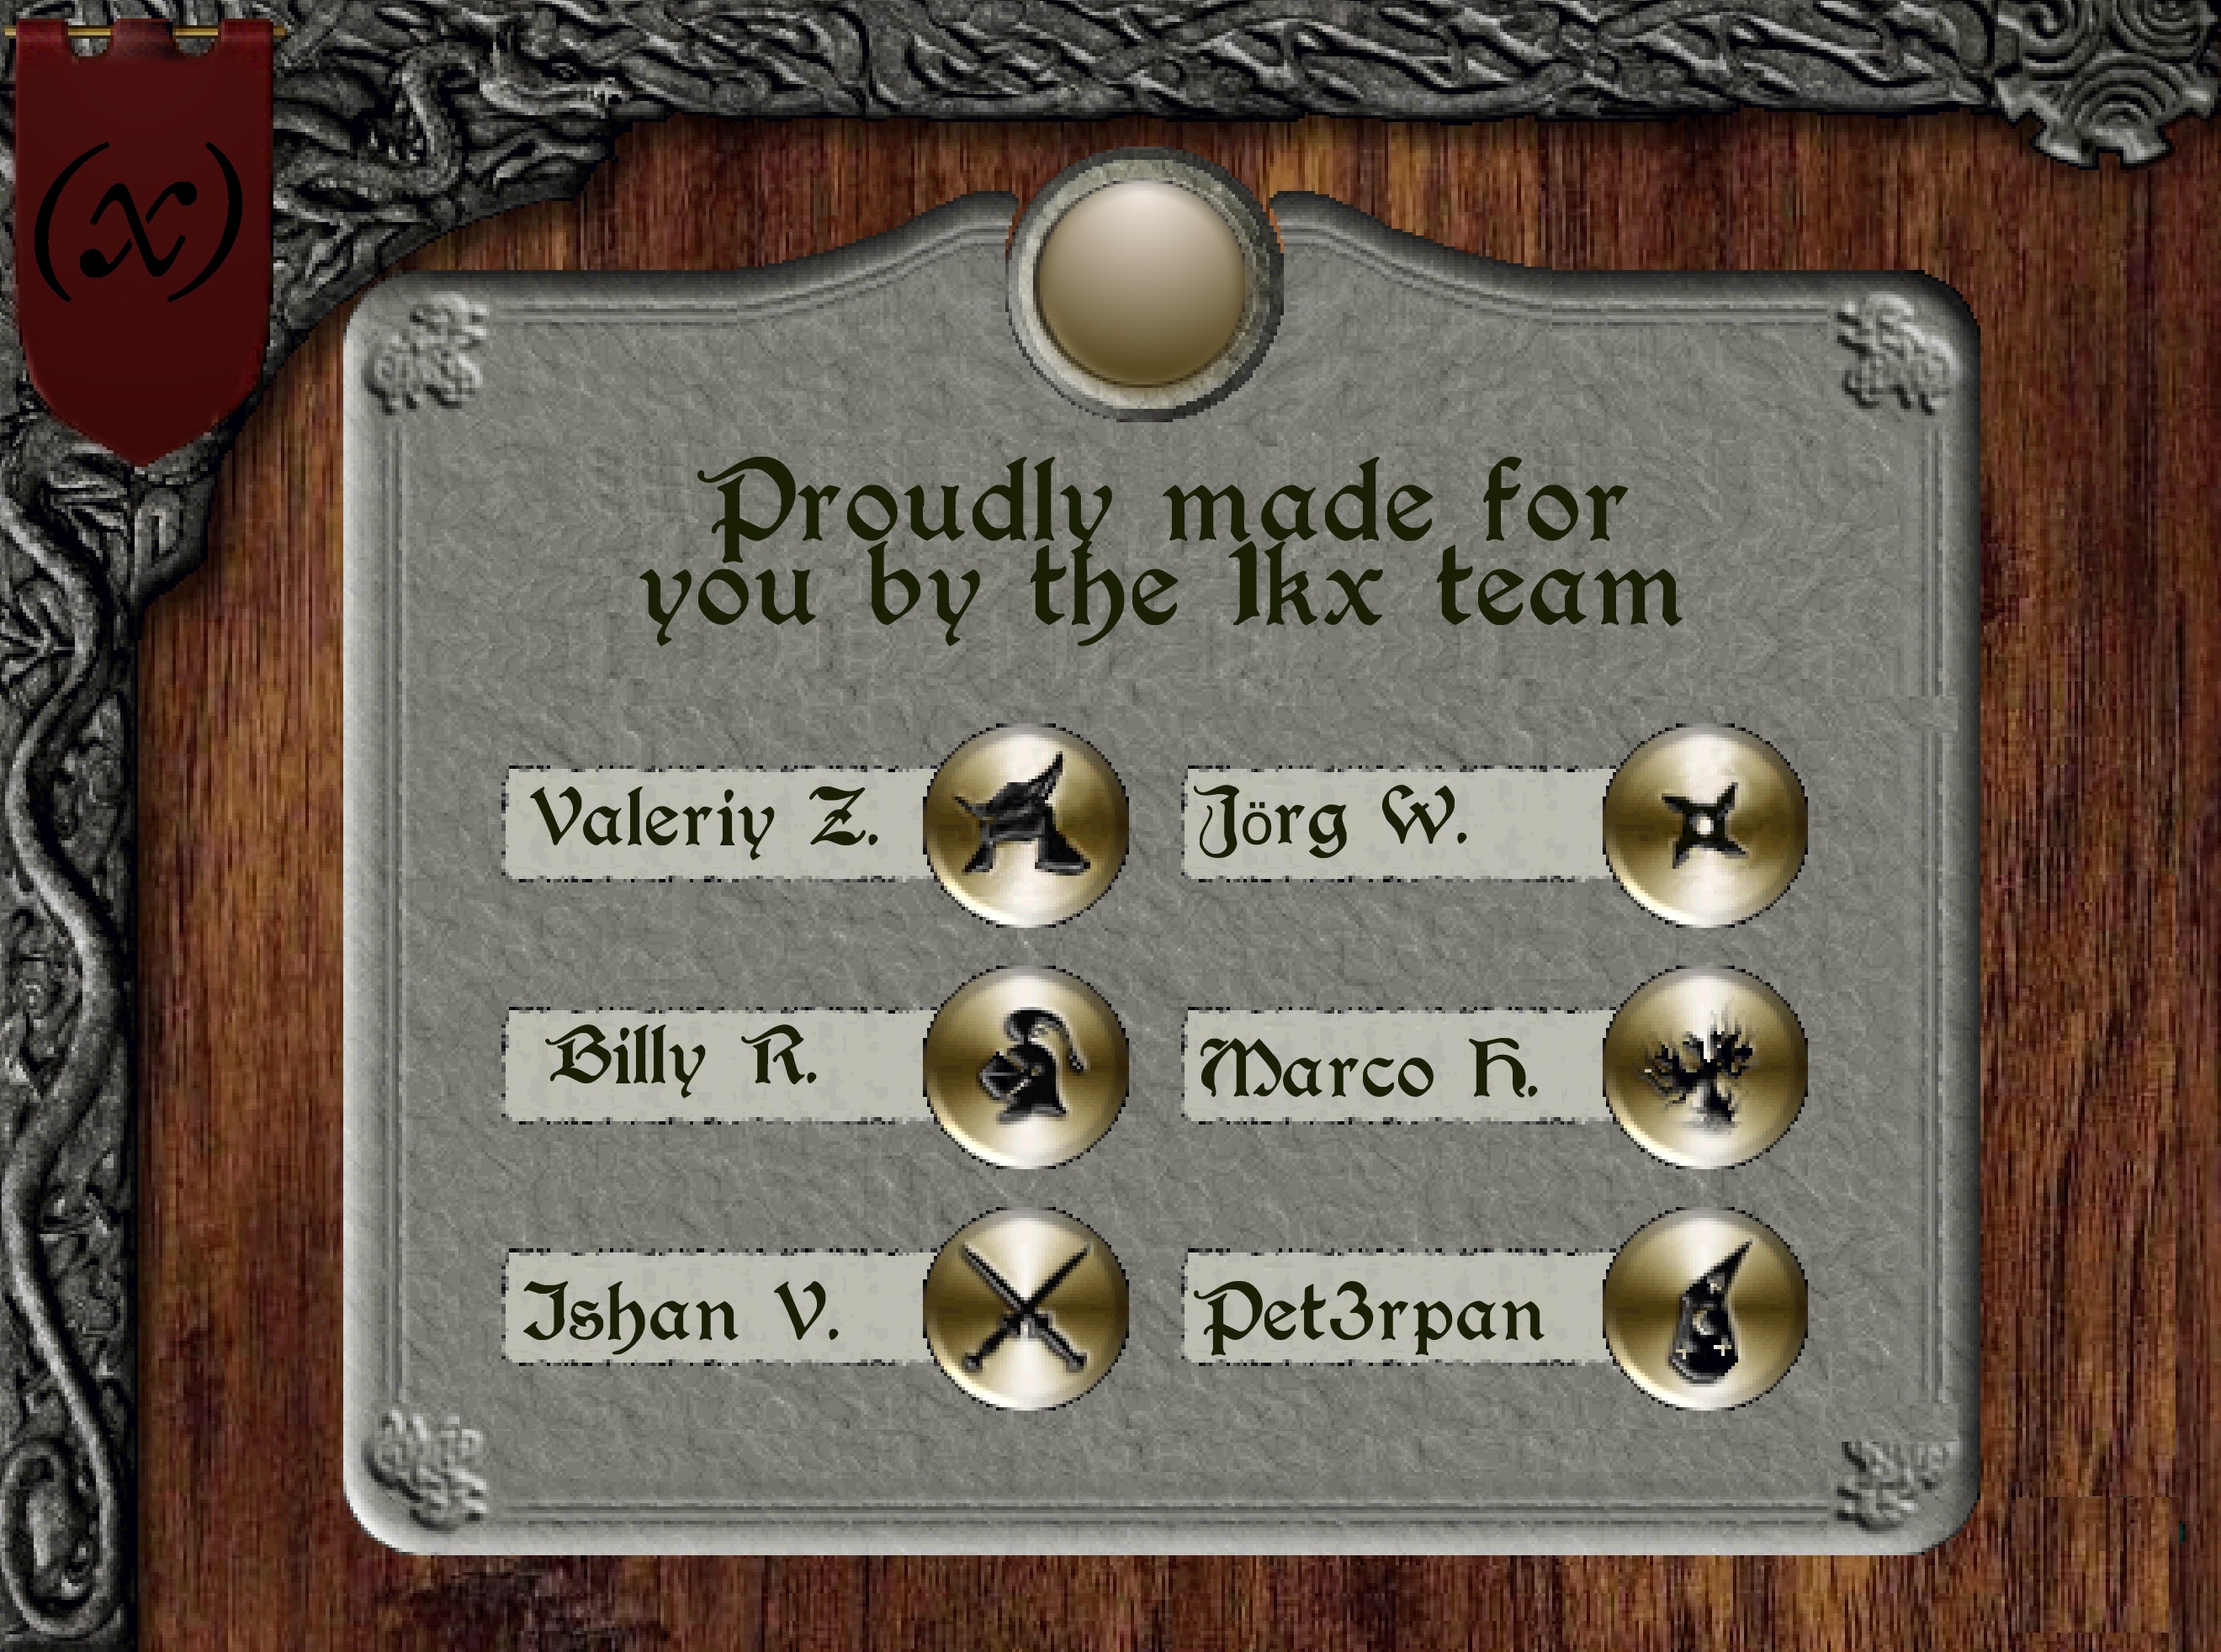 (x)
Proudly made for
you by the 1kx team
Valeriy Z.
Jörg W.
Billy R.
Marco H.
Ishan V.
Pet3rpan